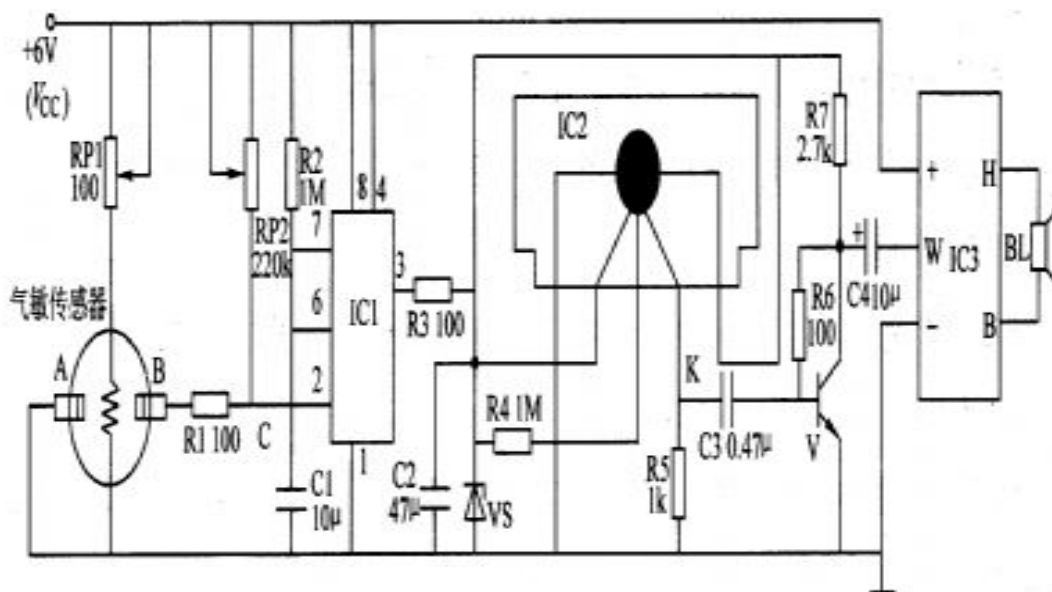 +6V
(VCC)
RP1
100
RP2
220k
R2
1M
7
8
4
3
6
2
1
IC1
R3 100
气敏传感器
A
B
R1 100
C
C1
10μ
C2
47μ
R4 1M
VS
IC2
K
R5
1k
C3 0.47μ
R7
2.7k
R6
100
V
+
C4 10μ
+
W
-
H
IC3
B
BL